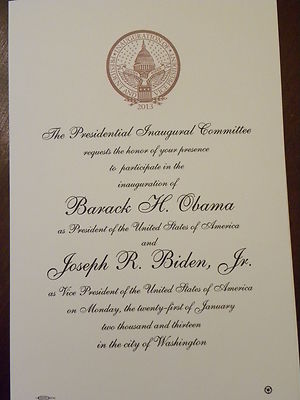 2013
The Presidential Inaugural Committee
requests the honor of your presence
to participate in the
inauguration of
Barack H. Obama
as President of the United States of America
and
Joseph R. Biden, Jr.
as Vice President of the United States of America
on Monday, the twenty-first of January
two thousand and thirteen
in the city of Washington